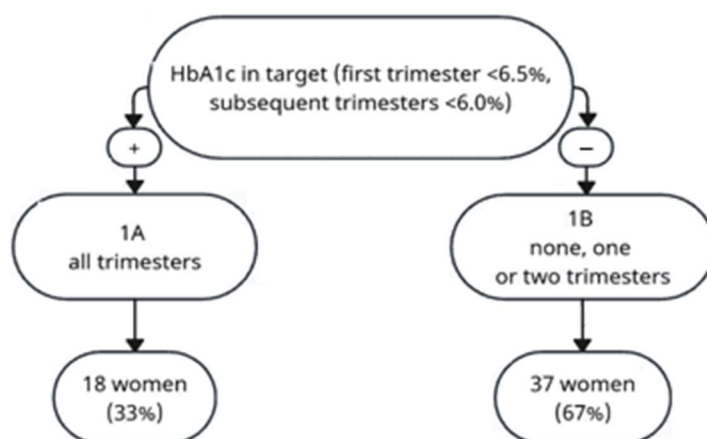 HbA1c in target (first trimester <6.5%,
subsequent trimesters <6.0%)
+
−
1A
all trimesters
1B
none, one
or two trimesters
18 women
(33%)
37 women
(67%)